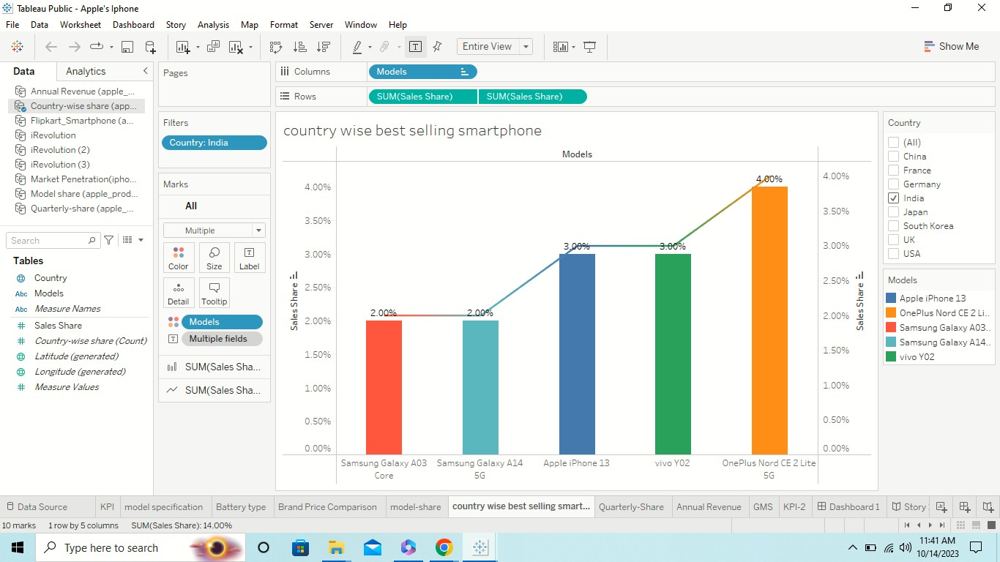 Tableau Public - Apple's Iphone
File Data Worksheet Dashboard Story Analysis Map Format Server Window Help
Entire View
Show Me
Data Analytics
Annual Revenue (apple_...
Country-wise share (app...
Flipkart_Smartphone (a...
iRevolution
iRevolution (2)
iRevolution (3)
Market Penetration(ipho...
Model share (apple_prod...
Quarterly-share (apple_...
Search
Tables
Country
Abc Models
Abc Measure Names
Sales Share
Country-wise share (Count)
Latitude (generated)
Longitude (generated)
Measure Values
Pages
Filters
Country: India
Marks
All
Multiple
Color Size Label
Detail Tooltip
Models
Multiple fields
SUM(Sales Sha...
SUM(Sales Sha...
Columns Models
Rows SUM(Sales Share) SUM(Sales Share)
country wise best selling smartphone
Models
4.00%
3.50%
3.00%
2.50%
2.00%
1.50%
1.00%
0.50%
0.00%
Sales Share
2.00% 2.00% 3.00% 3.00% 4.00%
Samsung Galaxy A03 Core
Samsung Galaxy A14 5G
Apple iPhone 13
vivo Y02
OnePlus Nord CE 2 Lite 5G
4.00%
3.50%
3.00%
2.50%
2.00%
1.50%
1.00%
0.50%
0.00%
Sales Share
Country
(All)
China
France
Germany
India
Japan
South Korea
UK
USA
Models
Apple iPhone 13
OnePlus Nord CE 2 Li..
Samsung Galaxy A03..
Samsung Galaxy A14..
vivo Y02
Data Source KPI model specification Battery type Brand Price Comparison model-share country wise best selling smart... Quarterly-Share Annual Revenue GMS KPI-2 Dashboard 1 Story
10 marks 1 row by 5 columns SUM(Sales Share): 14.00%
Type here to search
11:41 AM
10/14/2023